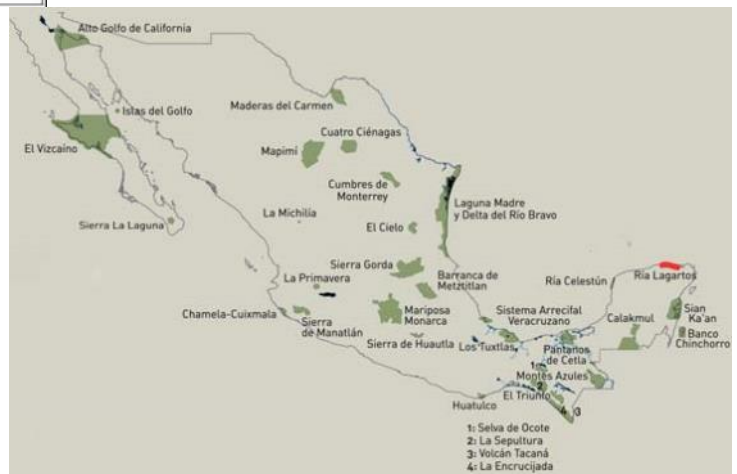 Alto Golfo de California
Islas del Golfo
El Vizcaíno
Sierra La Laguna
Maderas del Carmen
Cuatro Ciénagas
Mapimí
Cumbres de
Monterrey
La Michilía
El Cielo
Laguna Madre
y Delta del Río Bravo
Sierra Gorda
Barranca de
Metztitlan
La Primavera
Chamela-Cuixmala
Sierra
de Manatlán
Mariposa
Monarca
Sierra de Huautla
Sistema Arrecifal
Veracruzano
Los Tuxtlas
Pantanos
de Cetla
Ría Celestún
Ría Lagartos
Calakmul
Sian
Ka'an
Banco
Chinchorro
1
Montes Azules
2
El Triunfo
Huatulco
4
3
1: Selva de Ocote
2: La Sepultura
3: Volcán Tacaná
4: La Encrucijada